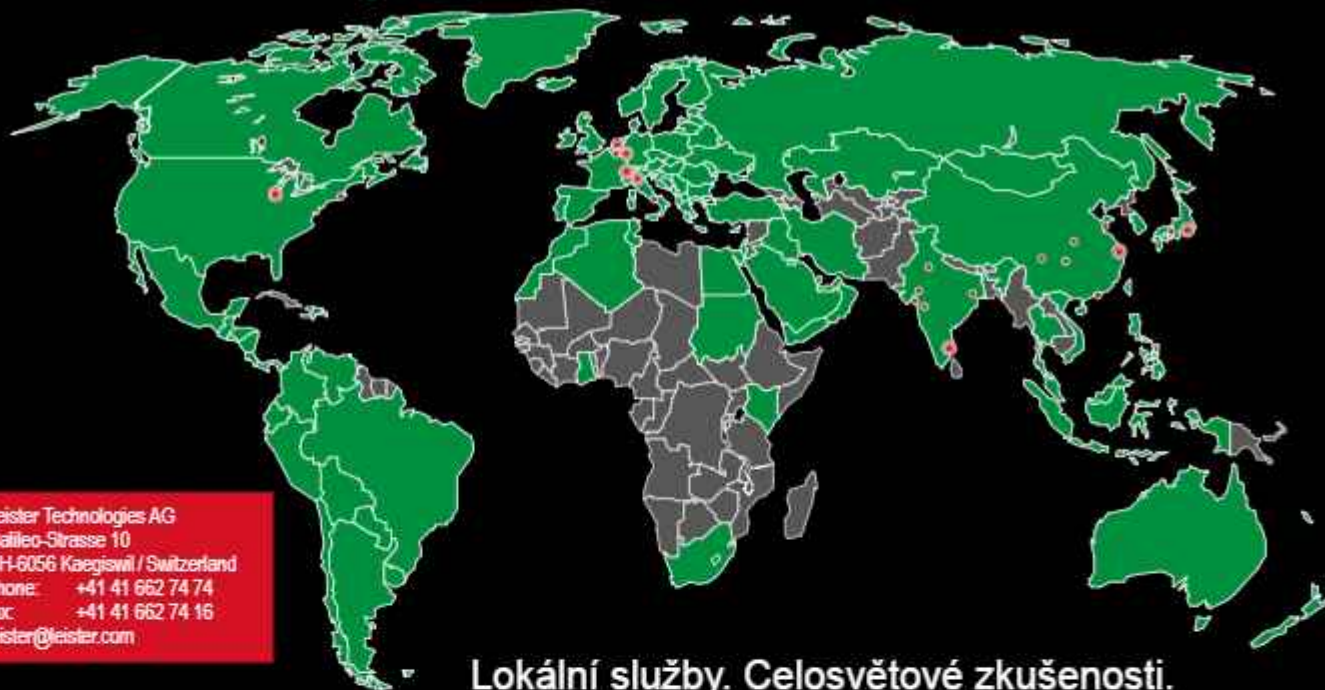 eister Technologies AG
alileo-Strasse 10
H-6056 Kaegiswil / Switzerland
hone: +41 41 662 74 74
x: +41 41 662 74 16
ister@leister.com
Lokální služby. Celosvětové zkušenosti.